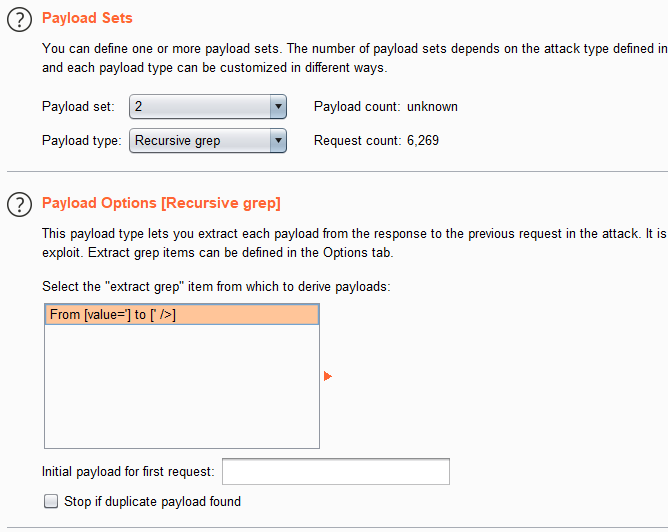 Payload Sets
You can define one or more payload sets. The number of payload sets depends on the attack type defined in
and each payload type can be customized in different ways.
Payload set: 2 Payload count: unknown
Payload type: Recursive grep Request count: 6,269
Payload Options [Recursive grep]
This payload type lets you extract each payload from the response to the previous request in the attack. It is
exploit. Extract grep items can be defined in the Options tab.
Select the "extract grep" item from which to derive payloads:
From [value='] to [' />]
Initial payload for first request:
Stop if duplicate payload found